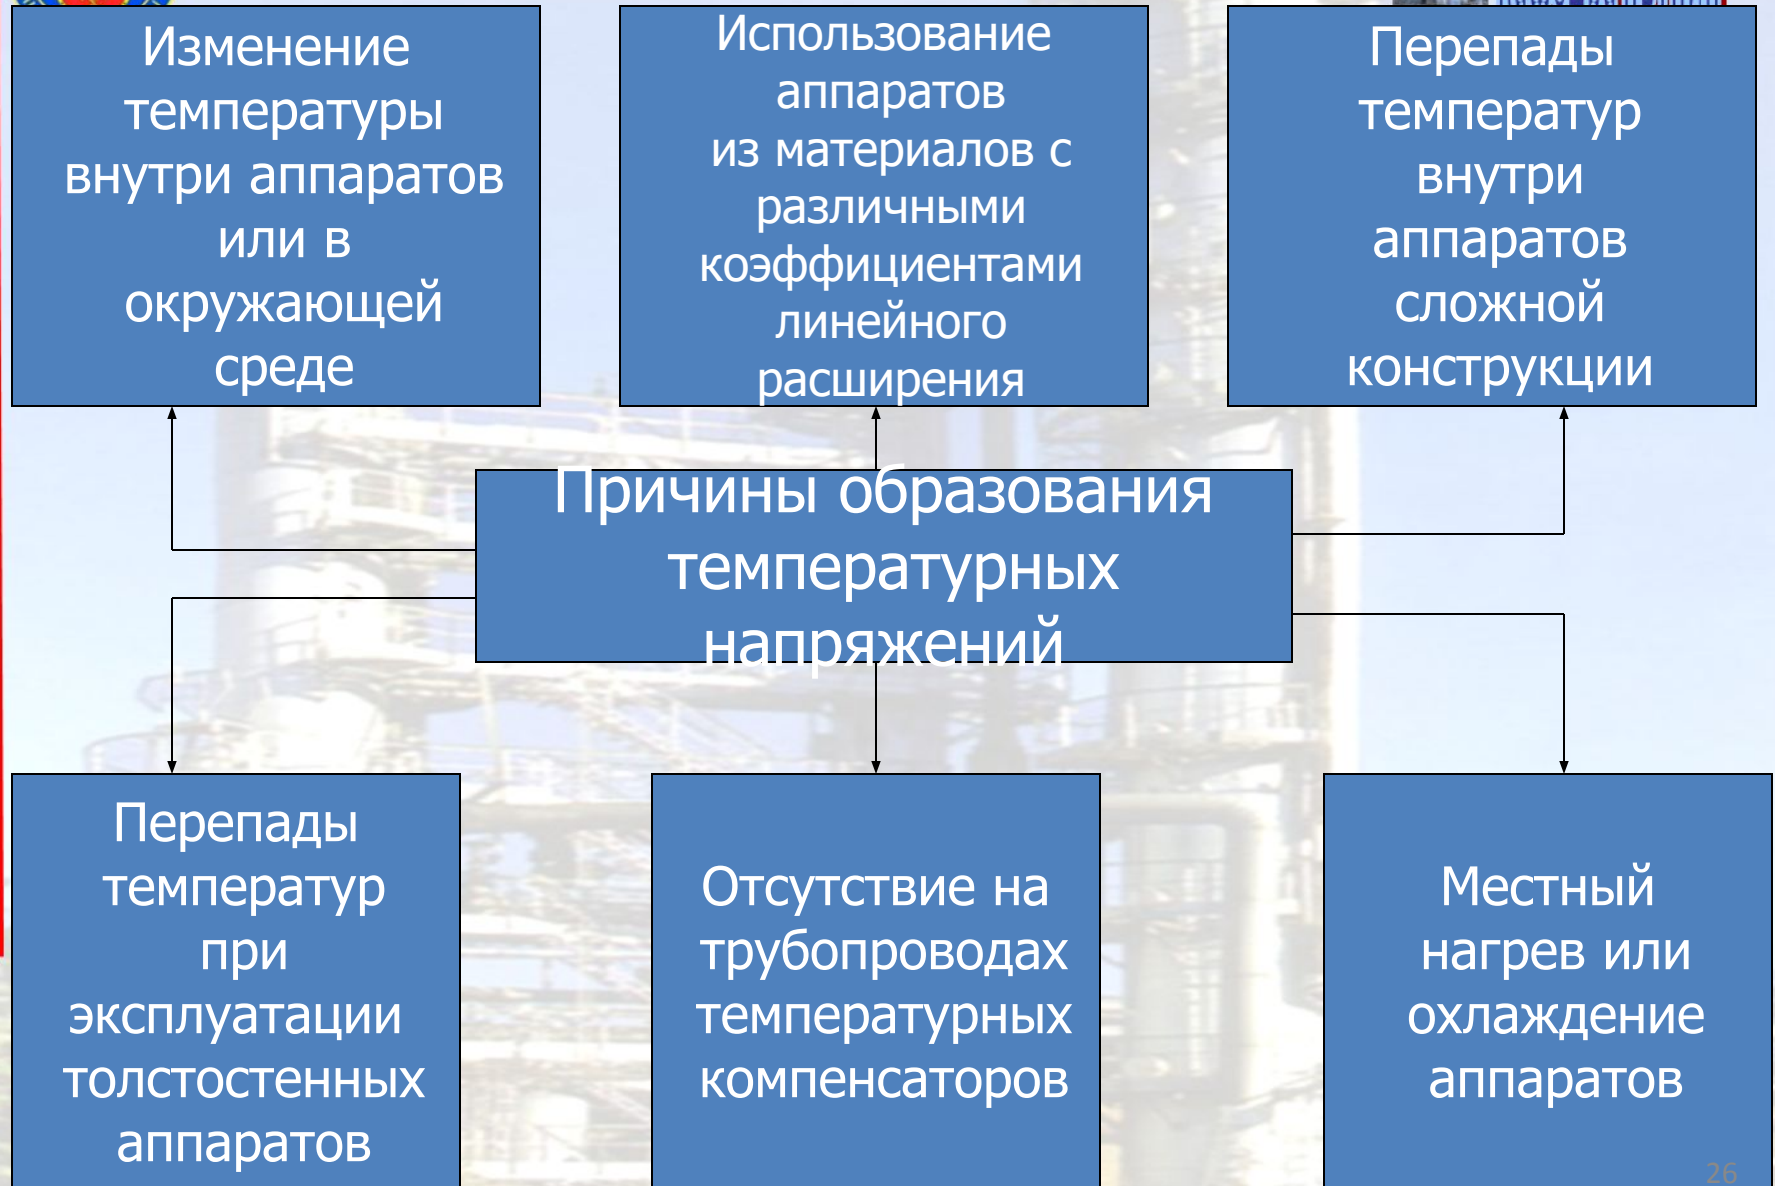 Изменение
температуры
внутри аппаратов
или в
окружающей
среде
Использование
аппаратов
из материалов с
различными
коэффициентами
линейного
расширения
Перепады
температур
внутри
аппаратов
сложной
конструкции
Причины образования
температурных
напряжений
Перепады
температур
при
эксплуатации
толстостенных
аппаратов
Отсутствие на
трубопроводах
температурных
компенсаторов
Местный
нагрев или
охлаждение
аппаратов
26